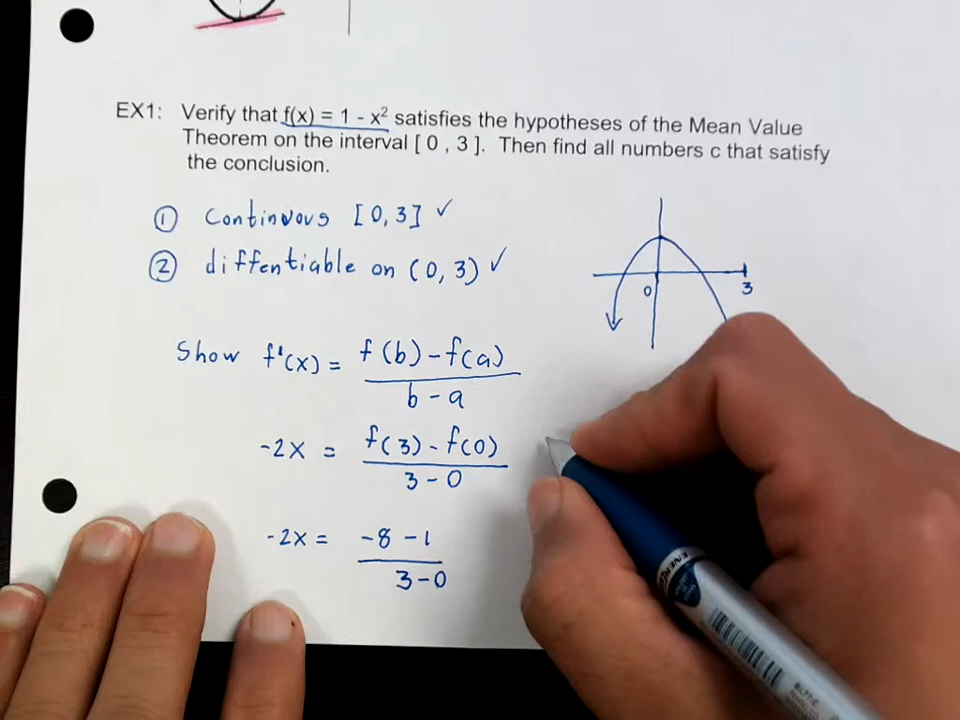 EX1: Verify that f(x) = 1 - x² satisfies the hypotheses of the Mean Value
Theorem on the interval [ 0 , 3 ]. Then find all numbers c that satisfy
the conclusion.
① Continuous [0,3] ✓
② diffentiable on (0,3) ✓
0 3
Show f'(x) = f(b) - f(a)
b - a
-2x = f(3) - f(0)
3 - 0
-2x = -8 - 1
3 - 0